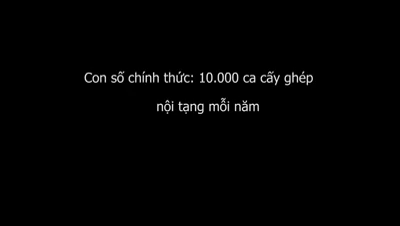 Con số chính thức: 10.000 ca cấy ghép
nội tạng mỗi năm